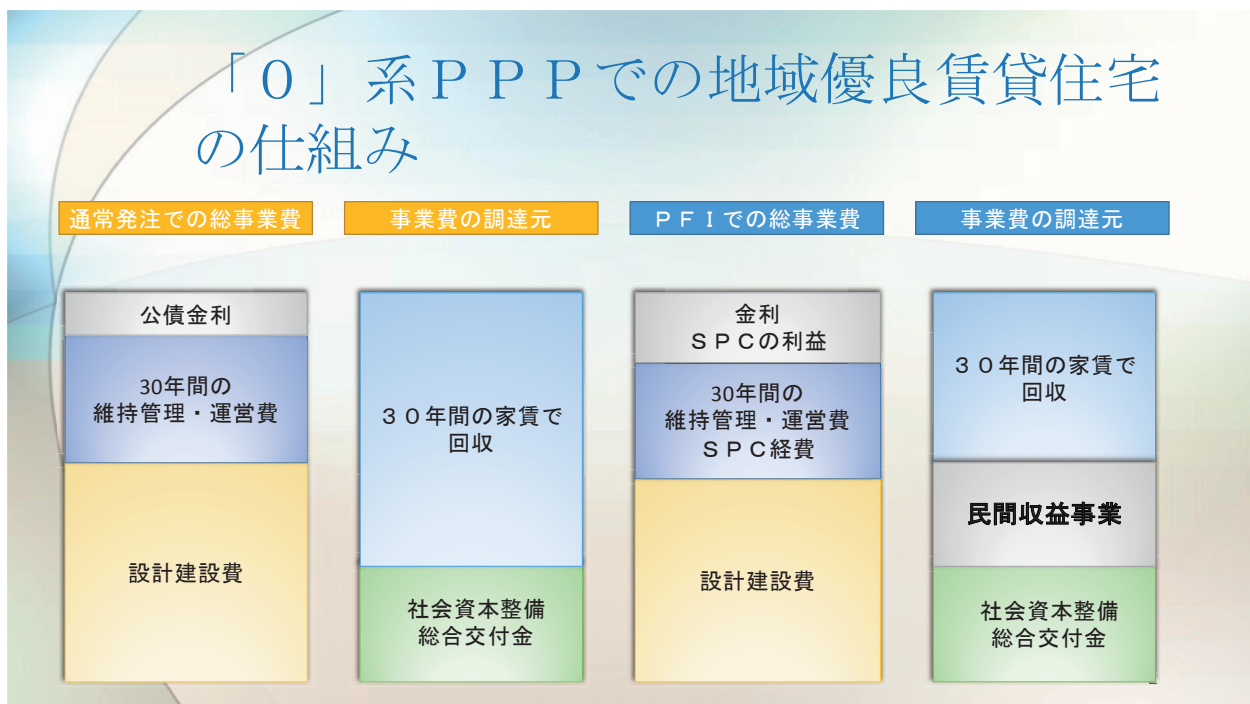 「０」系ＰＰＰでの地域優良賃貸住宅
の仕組み
通常発注での総事業費
事業費の調達元
ＰＦＩでの総事業費
事業費の調達元
公債金利
30年間の
維持管理・運営費
設計建設費
３０年間の家賃で
回収
社会資本整備
総合交付金
金利
ＳＰＣの利益
30年間の
維持管理・運営費
ＳＰＣ経費
設計建設費
３０年間の家賃で
回収
民間収益事業
社会資本整備
総合交付金